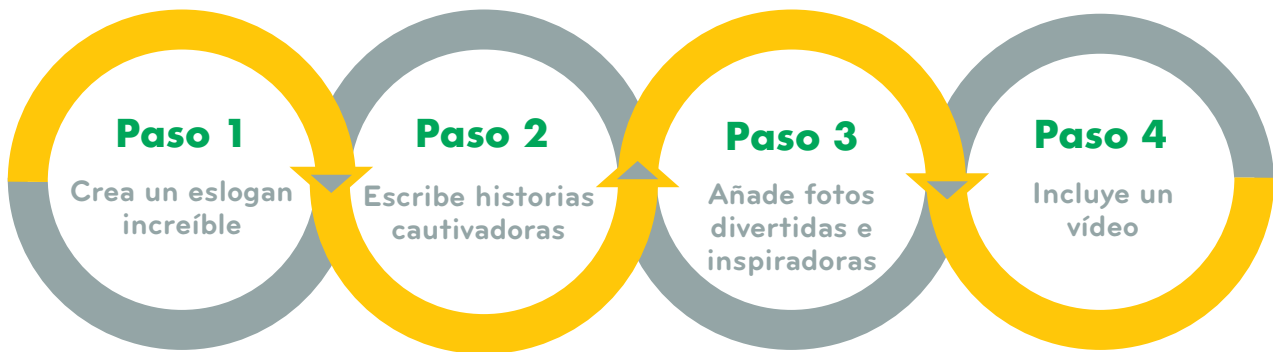 Paso 1
Crea un eslogan
increíble
Paso 2
Escribe historias
cautivadoras
Paso 3
Añade fotos
divertidas e
inspiradoras
Paso 4
Incluye un
vídeo